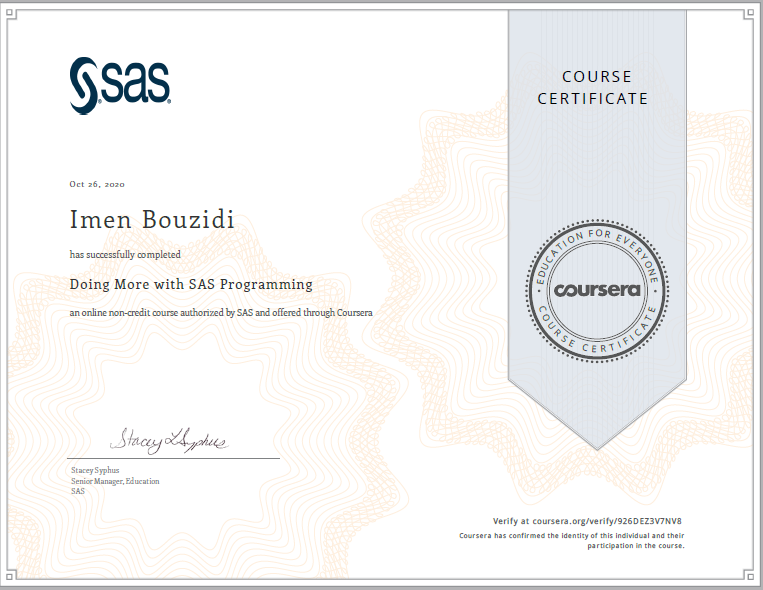 sas
COURSE
CERTIFICATE
Oct 26, 2020
Imen Bouzidi
has successfully completed
Doing More with SAS Programming
an online non-credit course authorized by SAS and offered through Coursera
EDUCATION FOR EVERYONE
coursera
COURSE CERTIFICATE
Stacey L Syphus
Stacey Syphus
Senior Manager, Education
SAS
Verify at coursera.org/verify/926DEZ3V7NV8
Coursera has confirmed the identity of this individual and their
participation in the course.